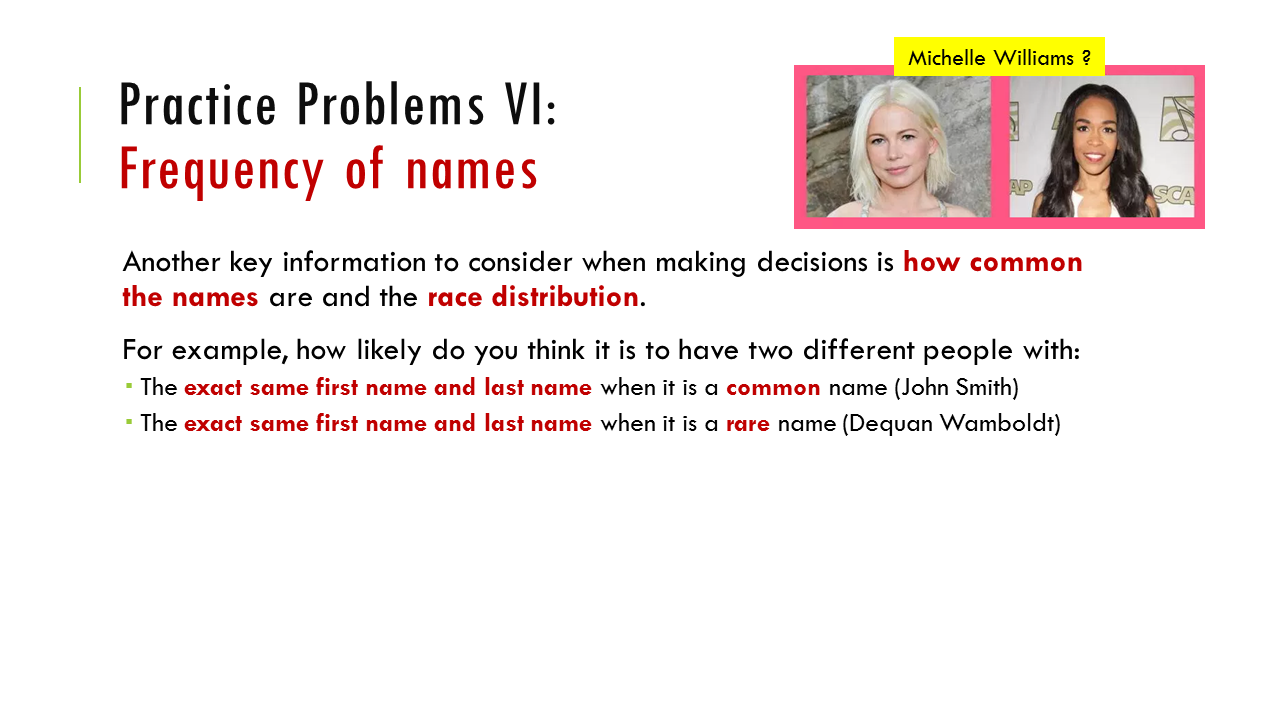 Michelle Williams ?
Practice Problems VI:
Frequency of names
AP
SCAP
Another key information to consider when making decisions is how common
the names are and the race distribution.
For example, how likely do you think it is to have two different people with:
▪ The exact same first name and last name when it is a common name (John Smith)
▪ The exact same first name and last name when it is a rare name (Dequan Wamboldt)